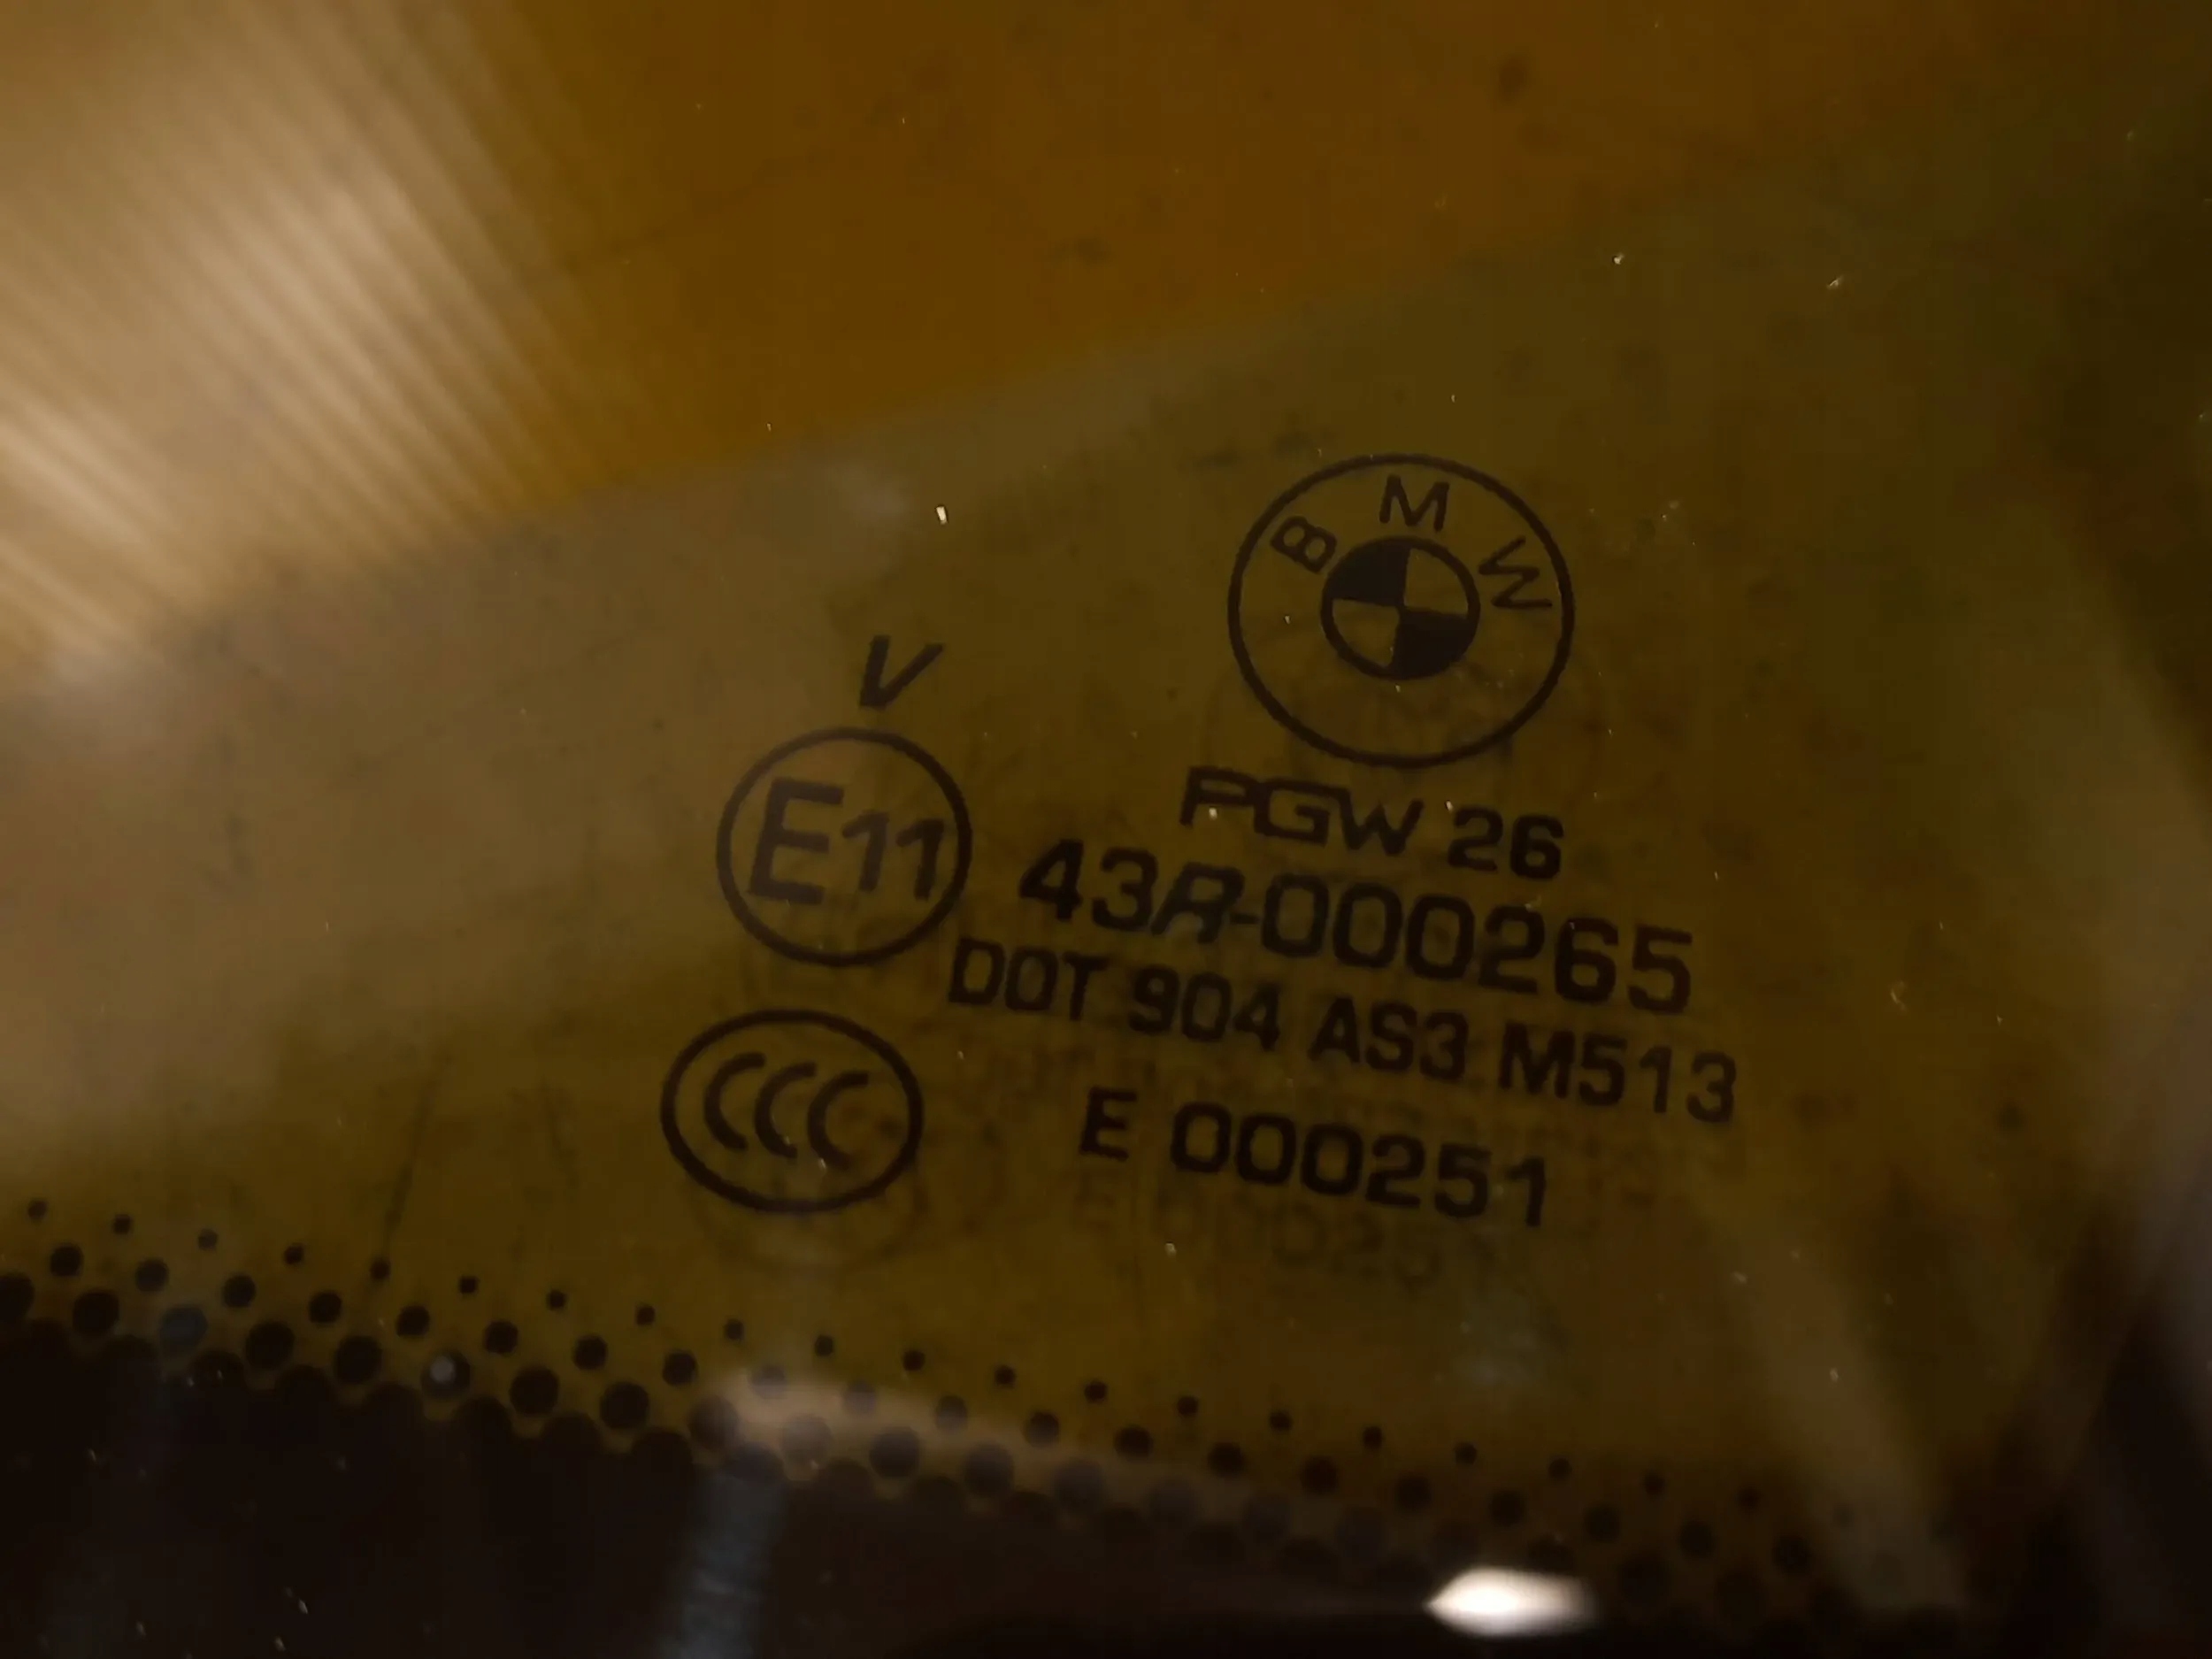 BMW
V
PGW 26
E11 43R-000265
DOT 904 AS3 M513
CCC E 000251